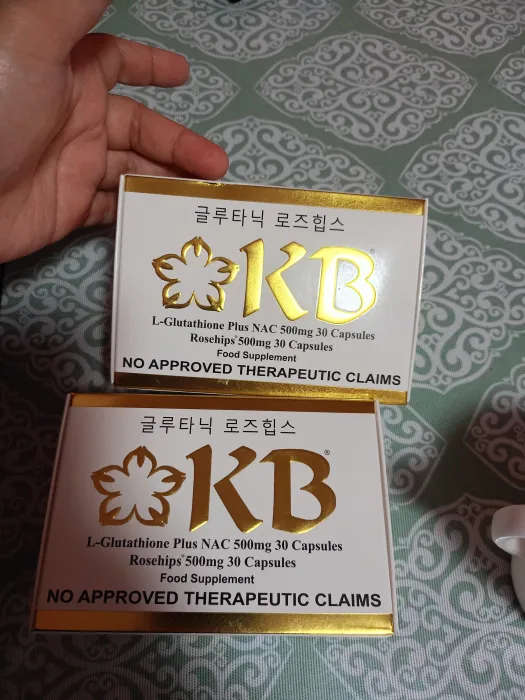 글루타닉 로즈힙스
KB®
L-Glutathione Plus NAC 500mg 30 Capsules
Rosehips® 500mg 30 Capsules
Food Supplement
NO APPROVED THERAPEUTIC CLAIMS
글루타닉 로즈힙스
KB®
L-Glutathione Plus NAC 500mg 30 Capsules
Rosehips® 500mg 30 Capsules
Food Supplement
NO APPROVED THERAPEUTIC CLAIMS